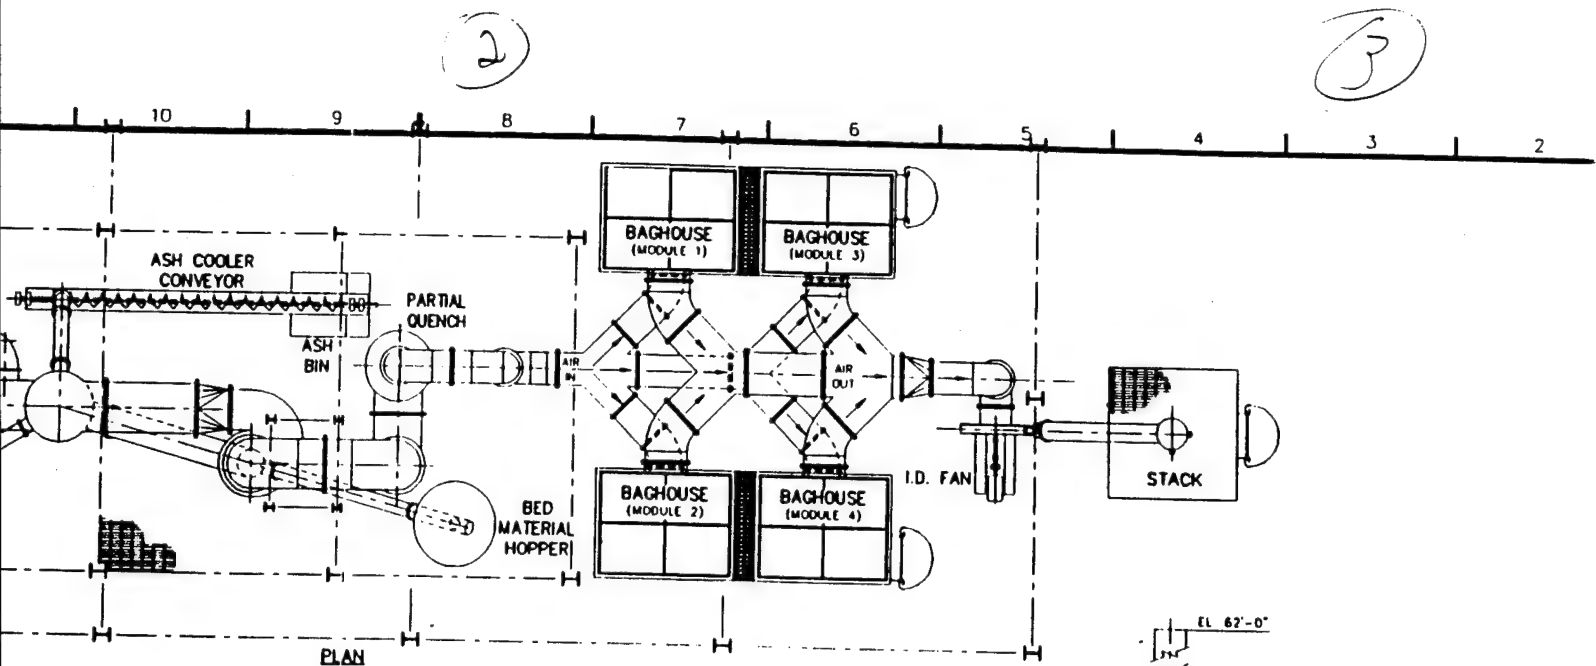 2
3
10
9
8
7
6
5
4
3
2
BAGHOUSE
(MODULE 1)
BAGHOUSE
(MODULE 3)
ASH COOLER
CONVEYOR
PARTIAL
QUENCH
ASH
BIN
AIR
IN
AIR
OUT
I.D. FAN
STACK
BAGHOUSE
(MODULE 2)
BAGHOUSE
(MODULE 4)
BED
MATERIAL
HOPPER
EL 62'-0"
PLAN